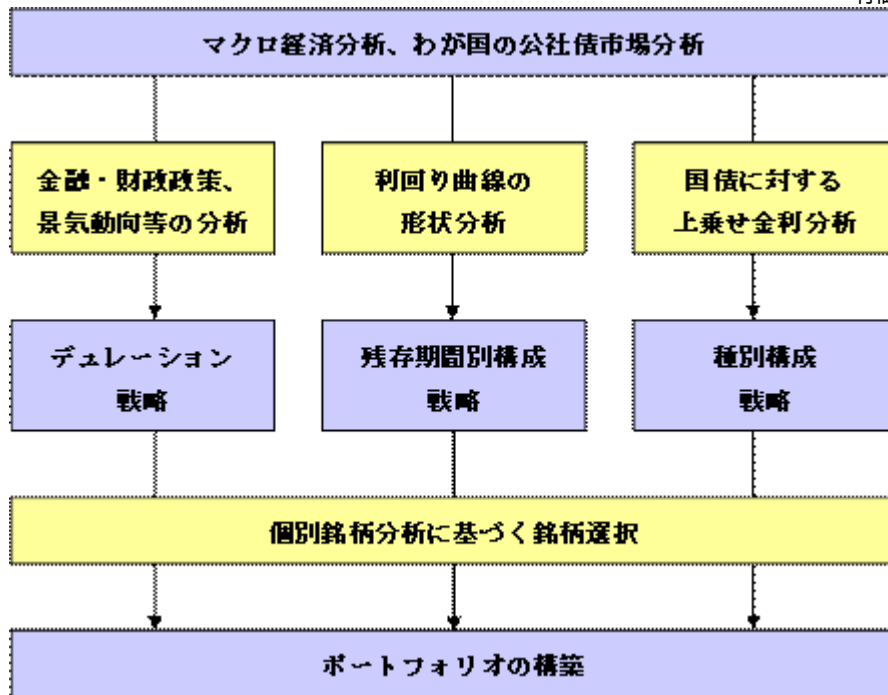 マクロ経済分析、わが国の公社債市場分析
金融・財政政策、
景気動向等の分析
利回り曲線の
形状分析
国債に対する
上乗せ金利分析
デュレーション
戦略
残存期間別構成
戦略
種別構成
戦略
個別銘柄分析に基づく銘柄選択
ポートフォリオの構築